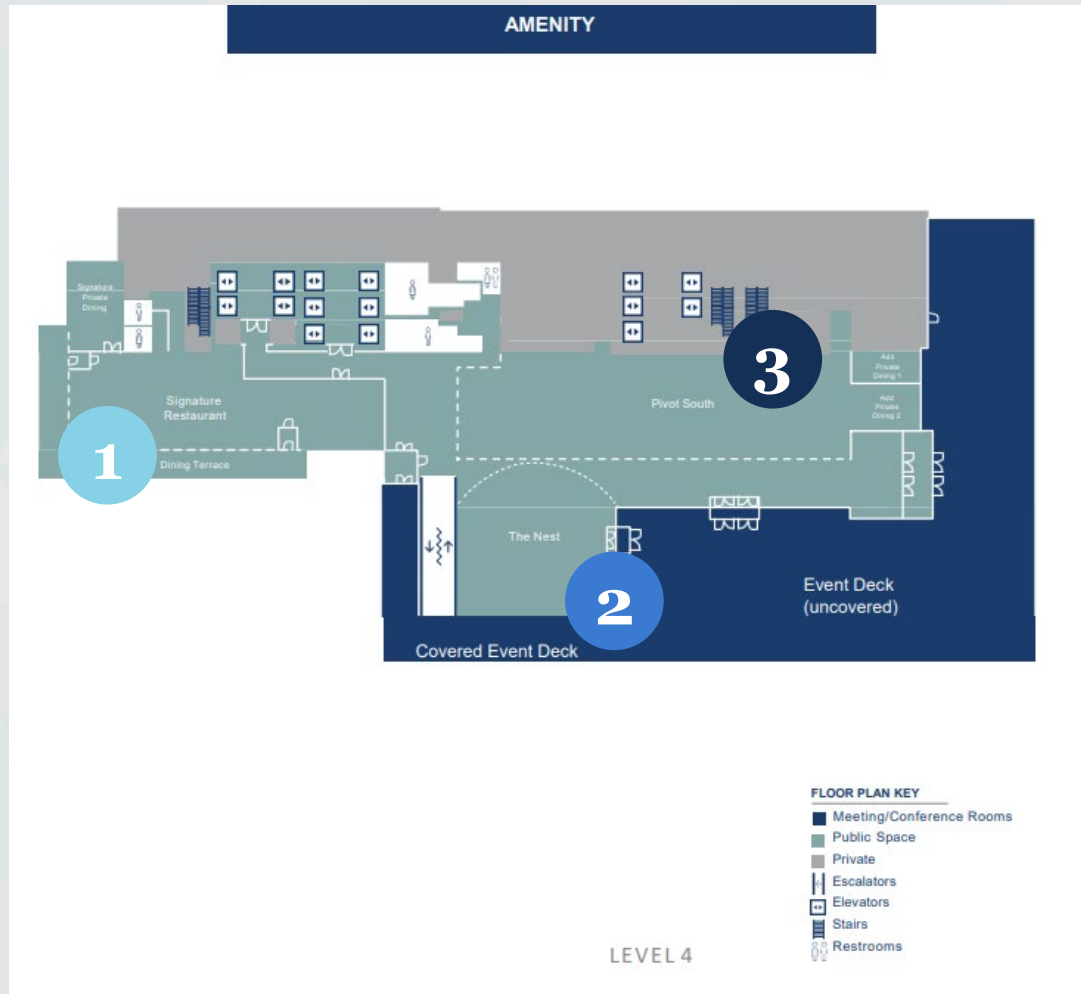 AMENITY
Signature
Private
Dining
Signature
Restaurant
Dining Terrace
1
Pivot South
3
Add
Private
Dining 1
Add
Private
Dining 2
The Nest
2
Event Deck
(uncovered)
Covered Event Deck
FLOOR PLAN KEY
Meeting/Conference Rooms
Public Space
Private
Escalators
Elevators
Stairs
Restrooms
LEVEL 4